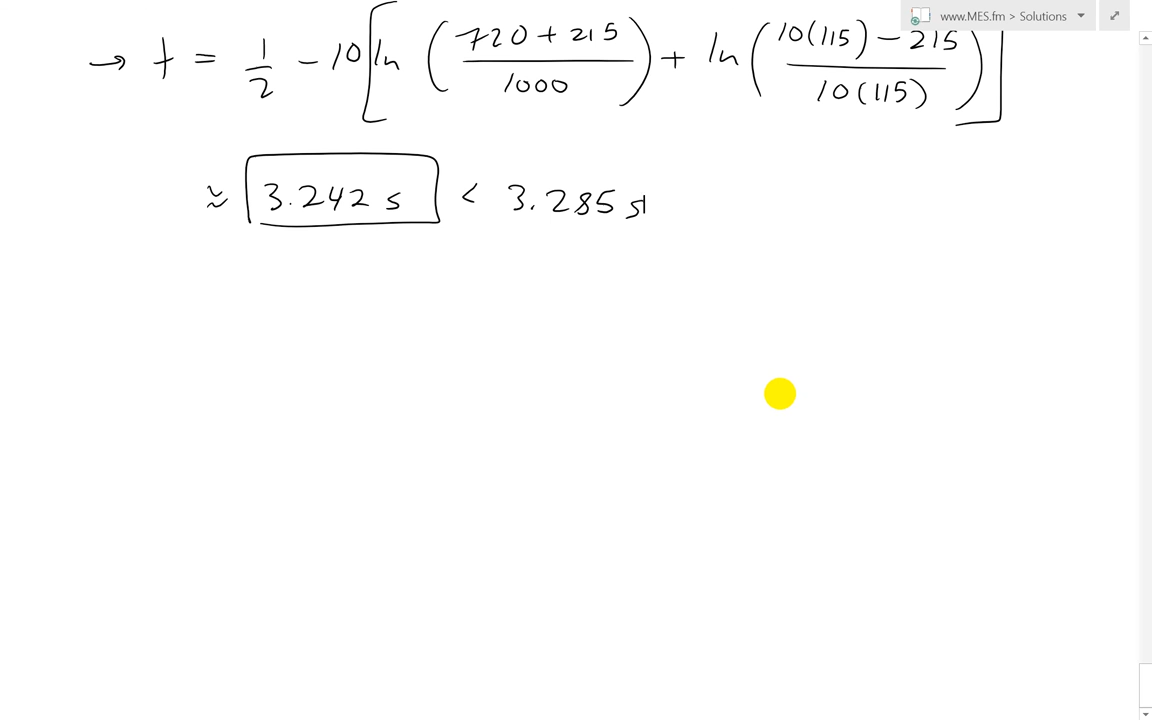 www.MES.fm > Solutions
→ t = 1/2 - 10[ln((720 + 215)/1000) + ln((10(115) - 215)/(10(115)))]
≈ 3.242 s < 3.285 s